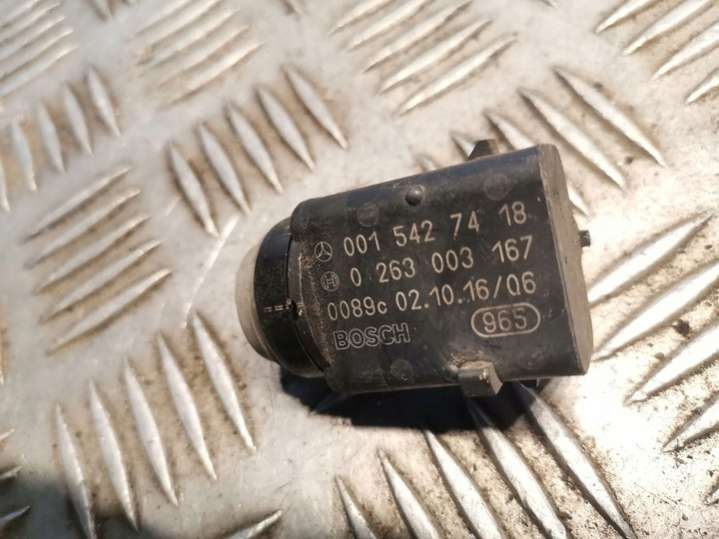 001 542 74 18
0 263 003 167
0089c 02.10.16/06
BOSCH 965